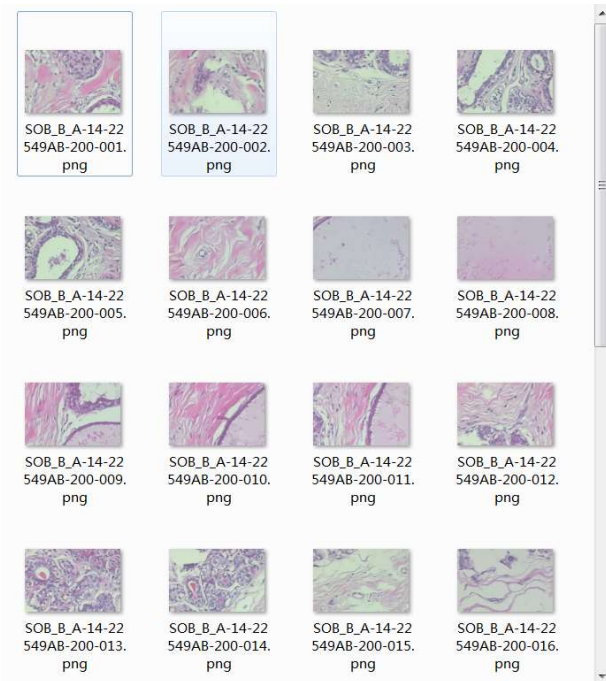 SOB_B_A-14-22
549AB-200-001.
png
SOB_B_A-14-22
549AB-200-002.
png
SOB_B_A-14-22
549AB-200-003.
png
SOB_B_A-14-22
549AB-200-004.
png
SOB_B_A-14-22
549AB-200-005.
png
SOB_B_A-14-22
549AB-200-006.
png
SOB_B_A-14-22
549AB-200-007.
png
SOB_B_A-14-22
549AB-200-008.
png
SOB_B_A-14-22
549AB-200-009.
png
SOB_B_A-14-22
549AB-200-010.
png
SOB_B_A-14-22
549AB-200-011.
png
SOB_B_A-14-22
549AB-200-012.
png
SOB_B_A-14-22
549AB-200-013.
png
SOB_B_A-14-22
549AB-200-014.
png
SOB_B_A-14-22
549AB-200-015.
png
SOB_B_A-14-22
549AB-200-016.
png